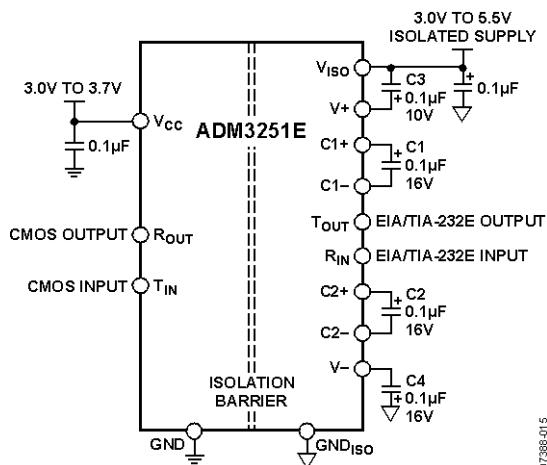 3.0V TO 5.5V
ISOLATED SUPPLY
3.0V TO 3.7V
0.1µF
VCC
ADM3251E
VISO
V+
C3
+0.1µF
10V
+
0.1µF
C1+
C1–
+ C1
0.1µF
16V
CMOS OUTPUT
ROUT
TOUT
EIA/TIA-232E OUTPUT
RIN
EIA/TIA-232E INPUT
CMOS INPUT
TIN
C2+
C2–
+ C2
0.1µF
16V
V–
C4
+0.1µF
16V
ISOLATION
BARRIER
GND
GNDISO
7388-015